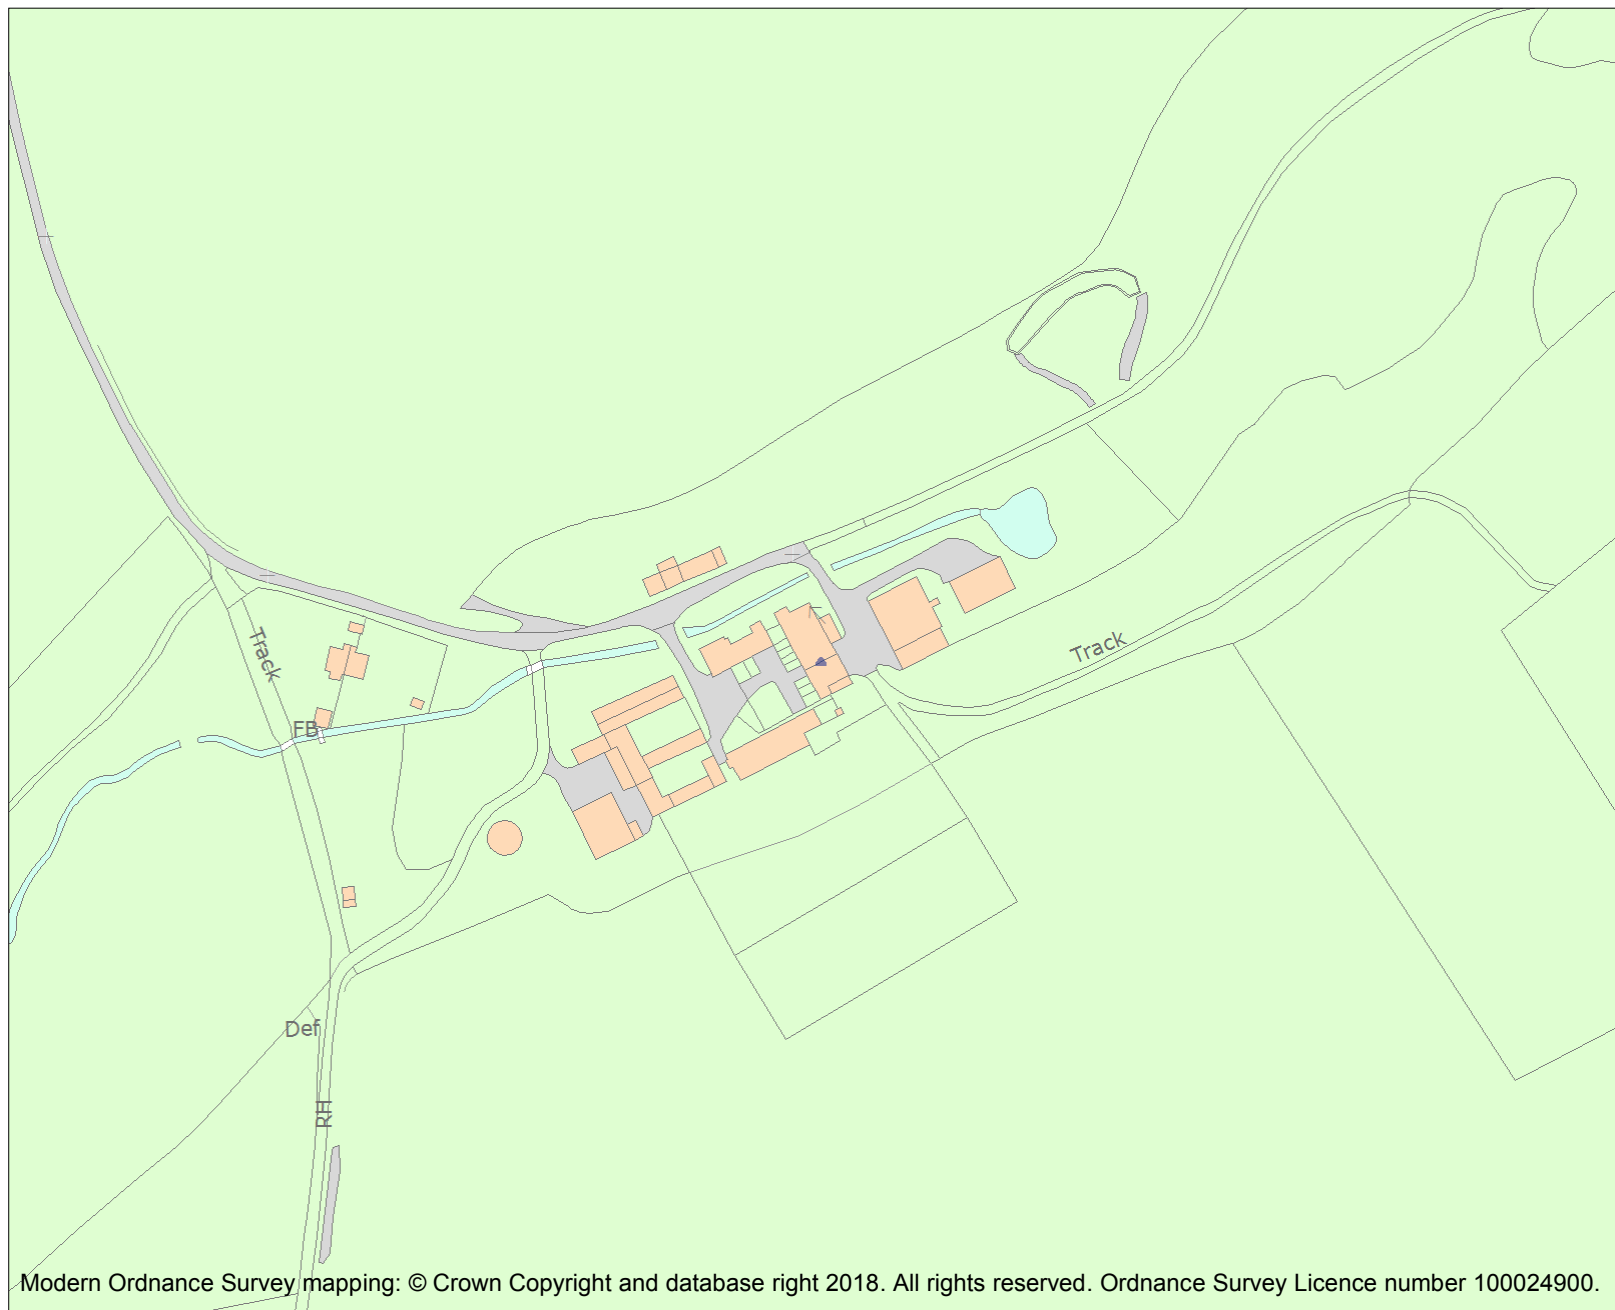 Track
Track
FB
Def
RH
Modern Ordnance Survey mapping: © Crown Copyright and database right 2018. All rights reserved. Ordnance Survey Licence number 100024900.